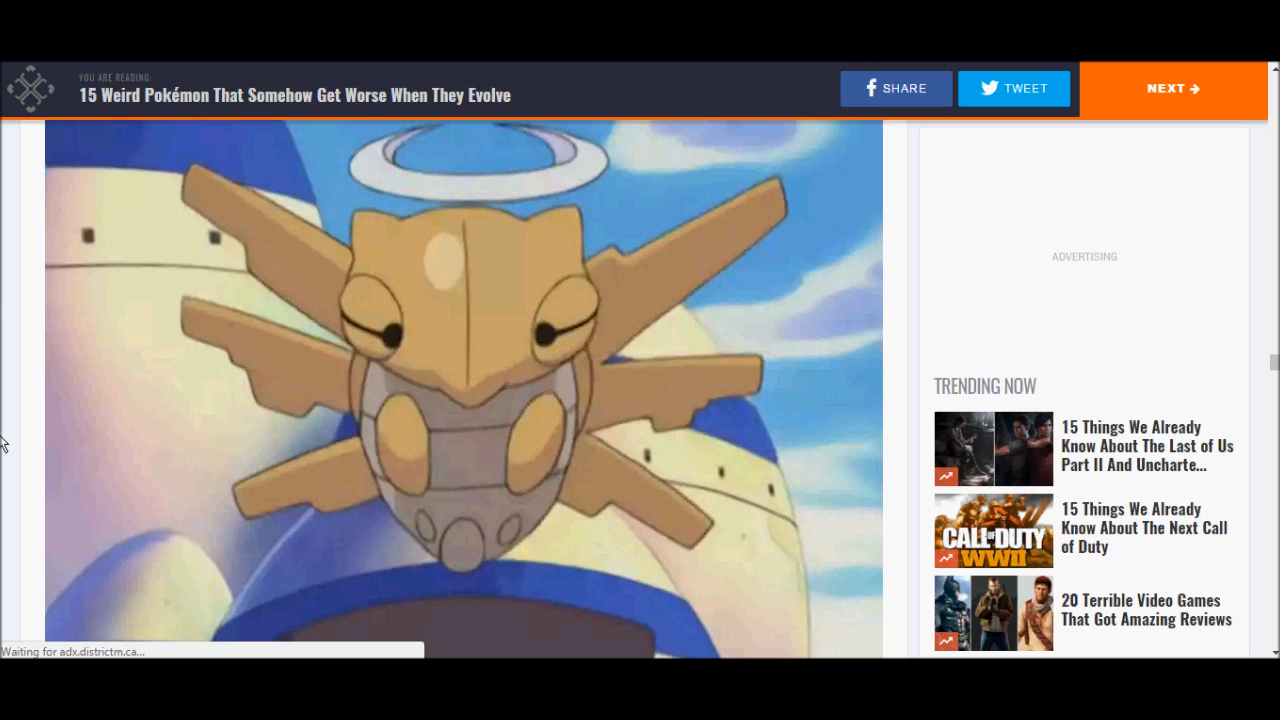 YOU ARE READING:
15 Weird Pokémon That Somehow Get Worse When They Evolve
SHARE
TWEET
NEXT
ADVERTISING
TRENDING NOW
15 Things We Already
Know About The Last of Us
Part II And Uncharte...
CALL OF DUTY
WWII
15 Things We Already
Know About The Next Call
of Duty
20 Terrible Video Games
That Got Amazing Reviews
Waiting for adx.districtm.ca...